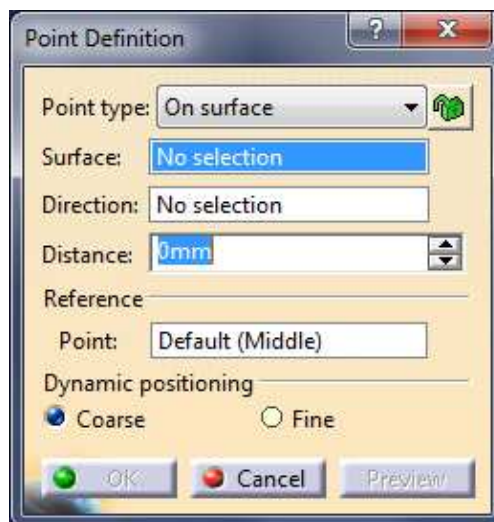 Point Definition ?
Point type: On surface
Surface: No selection
Direction: No selection
Distance: 0mm
Reference
Point: Default (Middle)
Dynamic positioning
Coarse Fine
OK Cancel Preview